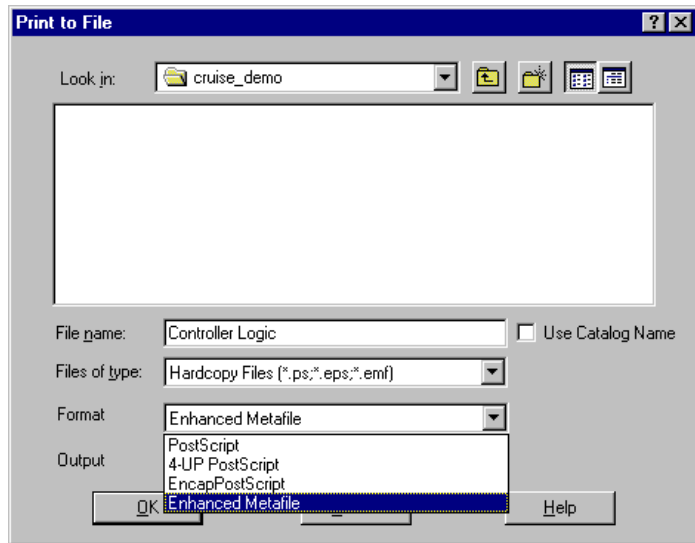 Print to File
Look in: cruise_demo
File name: Controller Logic Use Catalog Name
Files of type: Hardcopy Files (*.ps;*.eps;*.emf)
Format Enhanced Metafile
PostScript
4-UP PostScript
Output
EncapPostScript
Enhanced Metafile
OK Help